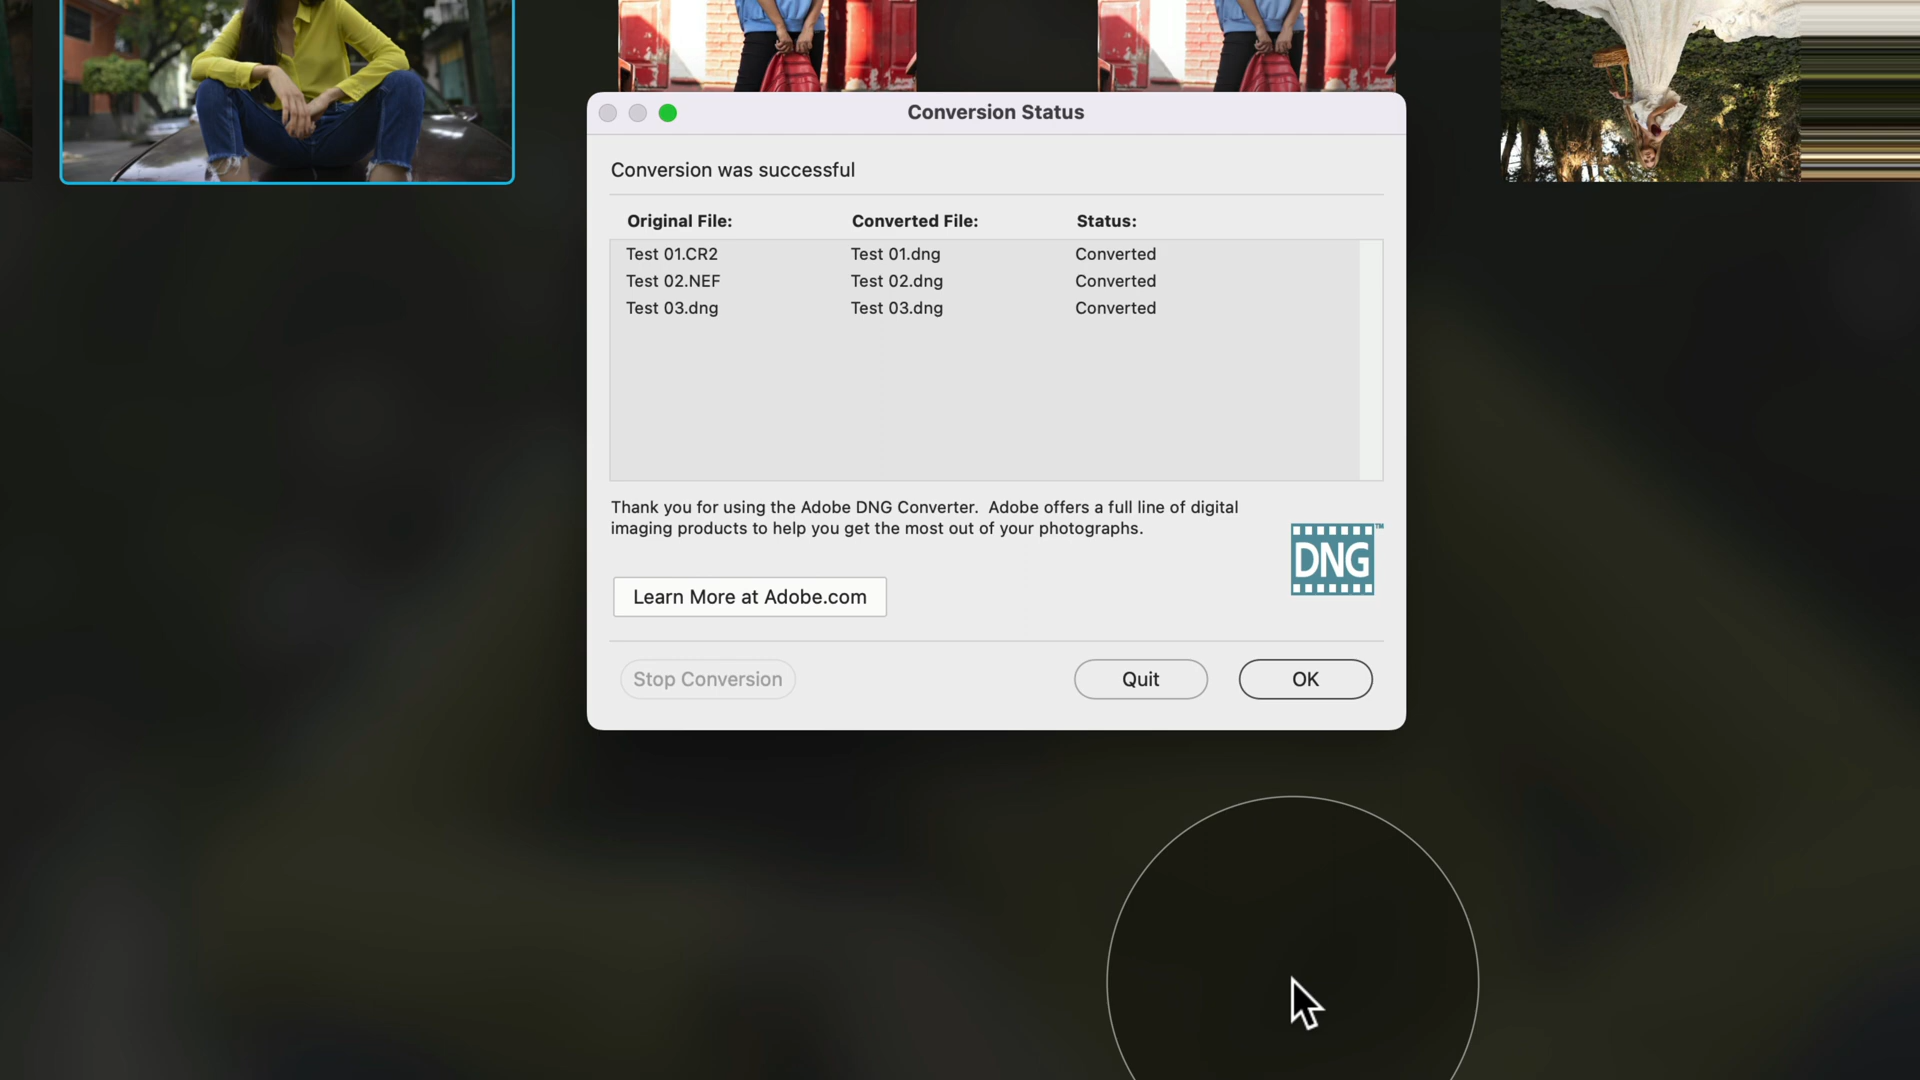 Conversion Status
Conversion was successful
Original File: Converted File: Status:
Test 01.CR2 Test 01.dng Converted
Test 02.NEF Test 02.dng Converted
Test 03.dng Test 03.dng Converted
Thank you for using the Adobe DNG Converter. Adobe offers a full line of digital
imaging products to help you get the most out of your photographs.
DNG™
Learn More at Adobe.com
Stop Conversion Quit OK